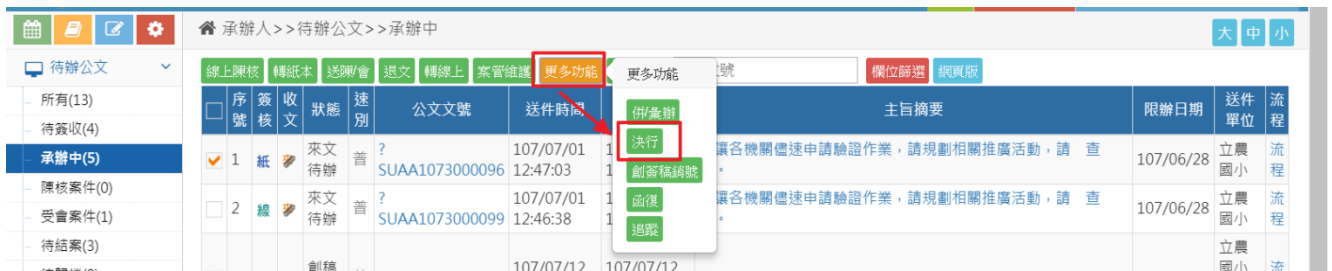 承辦人>>待辦公文>>承辦中
大 中 小
待辦公文
所有(13)
待簽收(4)
承辦中(5)
陳核案件(0)
受會案件(1)
待結案(3)
線上陳核 轉紙本 送陳/會 退文 轉線上 案管維護 更多功能
號 欄位篩選 網頁版
更多功能
併/彙辦
決行
創簽稿銷號
函復
追蹤
序號 簽核 收文 狀態 速別 公文文號 送件時間 主旨摘要 限辦日期 送件單位 流程
1 紙 來文待辦 普 ? SUAA1073000096 107/07/01 12:47:03 讓各機關儘速申請驗證作業，請規劃相關推廣活動，請 查 。 107/06/28 立農國小 流程
2 線 來文待辦 普 ? SUAA1073000099 107/07/01 12:46:38 讓各機關儘速申請驗證作業，請規劃相關推廣活動，請 查 。 107/06/28 立農國小 流程
創稿 107/07/12 107/07/12 立農國小 流